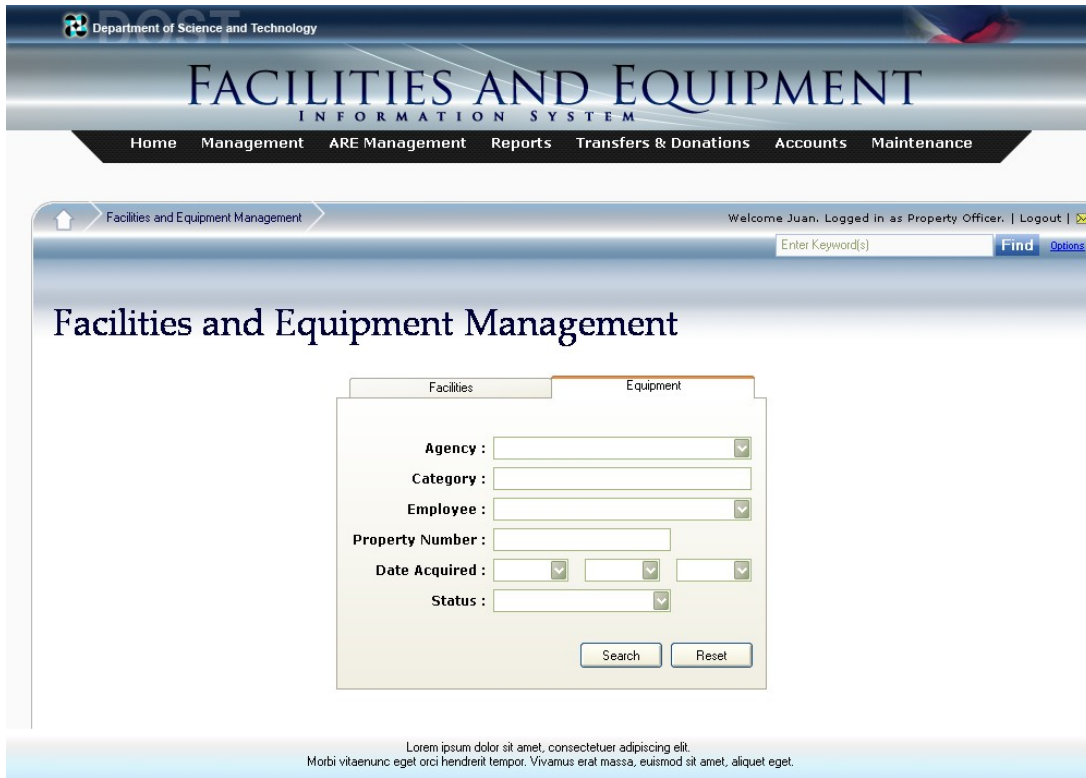 DOST
Department of Science and Technology
FACILITIES AND EQUIPMENT
INFORMATION SYSTEM
Home Management ARE Management Reports Transfers & Donations Accounts Maintenance
Facilities and Equipment Management
Welcome Juan. Logged in as Property Officer. | Logout |
Enter Keyword(s) Find Options
Facilities and Equipment Management
Facilities Equipment
Agency :
Category :
Employee :
Property Number :
Date Acquired :
Status :
Search Reset
Lorem ipsum dolor sit amet, consectetuer adipiscing elit.
Morbi vitaenunc eget orci hendrerit tempor. Vivamus erat massa, euismod sit amet, aliquet eget.